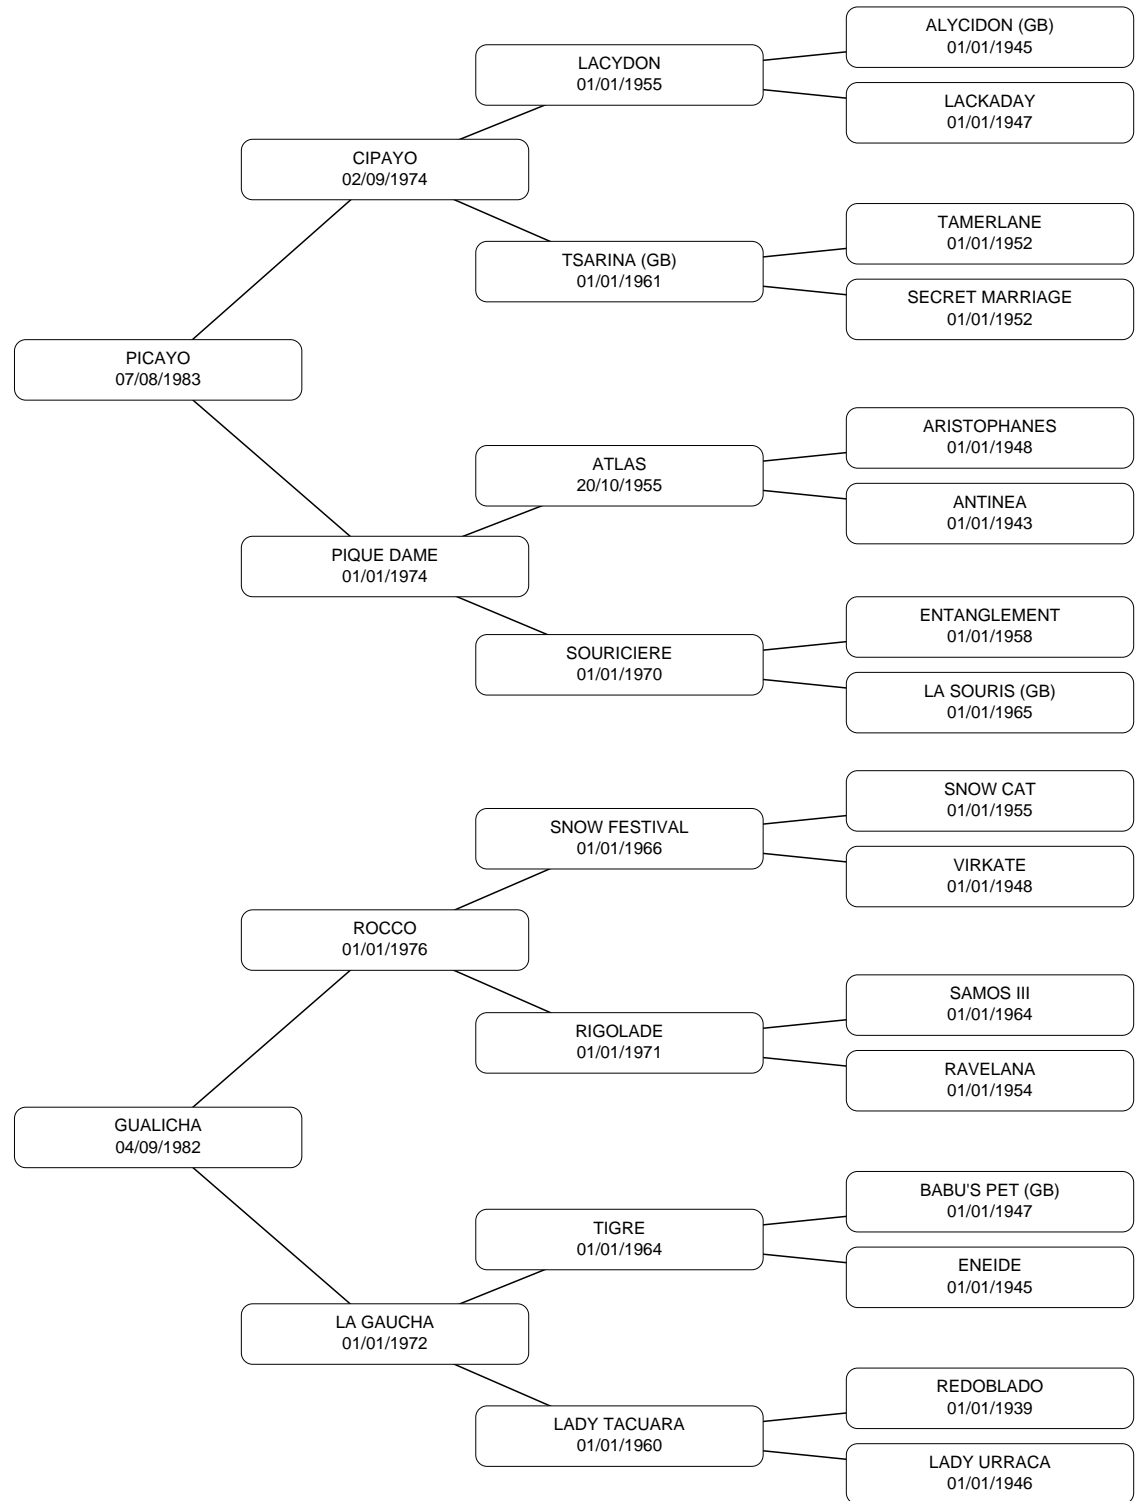 ALYCIDON (GB)
01/01/1945
LACYDON
01/01/1955
LACKADAY
01/01/1947
CIPAYO
02/09/1974
TAMERLANE
01/01/1952
TSARINA (GB)
01/01/1961
SECRET MARRIAGE
01/01/1952
PICAYO
07/08/1983
ARISTOPHANES
01/01/1948
ATLAS
20/10/1955
ANTINEA
01/01/1943
PIQUE DAME
01/01/1974
ENTANGLEMENT
01/01/1958
SOURICIERE
01/01/1970
LA SOURIS (GB)
01/01/1965
SNOW CAT
01/01/1955
SNOW FESTIVAL
01/01/1966
VIRKATE
01/01/1948
ROCCO
01/01/1976
SAMOS III
01/01/1964
RIGOLADE
01/01/1971
RAVELANA
01/01/1954
GUALICHA
04/09/1982
BABU'S PET (GB)
01/01/1947
TIGRE
01/01/1964
ENEIDE
01/01/1945
LA GAUCHA
01/01/1972
REDOBLADO
01/01/1939
LADY TACUARA
01/01/1960
LADY URRACA
01/01/1946